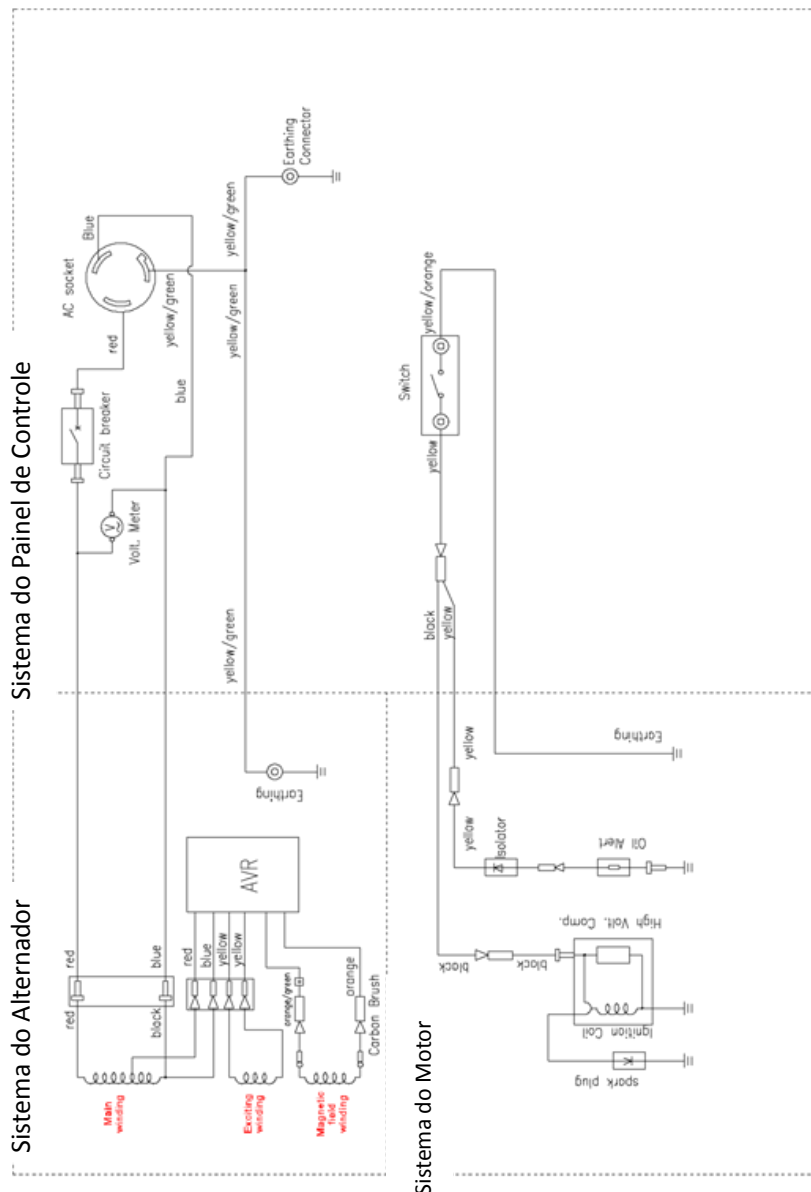 Sistema do Painel de Controle
AC socket
Blue
red
Circuit breaker
yellow/green
blue
Volt. Meter
V
yellow/green
yellow/green
Earthing
Connector
yellow/green
Switch
yellow/orange
yellow
black
yellow
Sistema do Alternador
red
blue
red
black
Main
winding
Exciting
winding
Magnetic
field
winding
red
blue
yellow
yellow
AVR
orange/green
orange
Carbon Brush
Earthing
Sistema do Motor
yellow
yellow
Isolator
Oil Alert
Earthing
black
black
High Volt. Comp.
Ignition Coil
spark plug